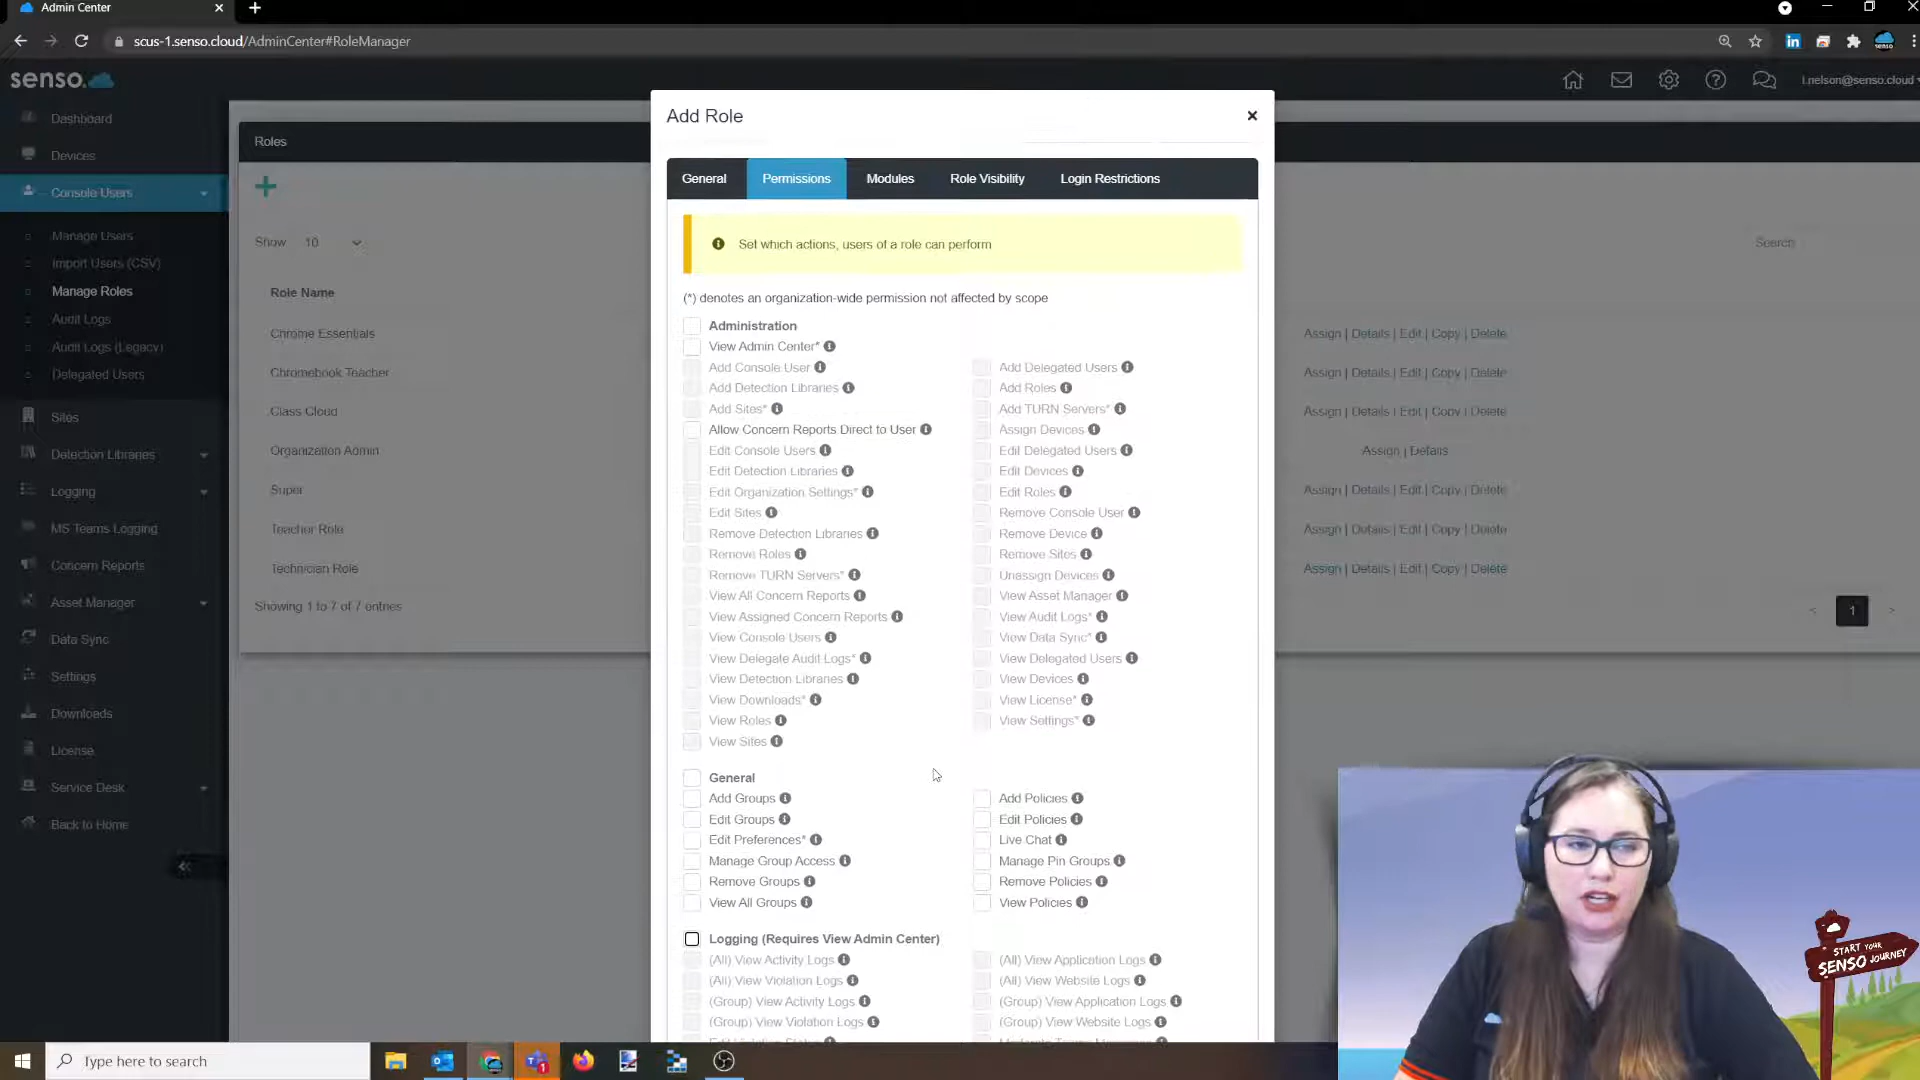 Admin Center
scus-1.senso.cloud/AdminCenter#RoleManager
senso.
l.nelson@senso.cloud
Dashboard
Devices
Console Users
Manage Users
Import Users (CSV)
Manage Roles
Audit Logs
Audit Logs (Legacy)
Delegated Users
Sites
Detection Libraries
Logging
MS Teams Logging
Concern Reports
Asset Manager
Data Sync
Settings
Downloads
License
Service Desk
Back to Home
Roles
Show 10
Search
Role Name
Chrome Essentials
Assign | Details | Edit | Copy | Delete
Chromebook Teacher
Assign | Details | Edit | Copy | Delete
Class Cloud
Assign | Details | Edit | Copy | Delete
Organization Admin
Assign | Details
Super
Assign | Details | Edit | Copy | Delete
Teacher Role
Assign | Details | Edit | Copy | Delete
Technician Role
Assign | Details | Edit | Copy | Delete
Showing 1 to 7 of 7 entries
< 1 >
Add Role
General Permissions Modules Role Visibility Login Restrictions
Set which actions, users of a role can perform
(*) denotes an organization-wide permission not affected by scope
Administration
View Admin Center*
Add Console User Add Delegated Users
Add Detection Libraries Add Roles
Add Sites* Add TURN Servers*
Allow Concern Reports Direct to User Assign Devices
Edit Console Users Edit Delegated Users
Edit Detection Libraries Edit Devices
Edit Organization Settings* Edit Roles
Edit Sites Remove Console User
Remove Detection Libraries Remove Device
Remove Roles Remove Sites
Remove TURN Servers* Unassign Devices
View All Concern Reports View Asset Manager
View Assigned Concern Reports View Audit Logs*
View Console Users View Data Sync*
View Delegate Audit Logs* View Delegated Users
View Detection Libraries View Devices
View Downloads* View License*
View Roles View Settings*
View Sites
General
Add Groups Add Policies
Edit Groups Edit Policies
Edit Preferences* Live Chat
Manage Group Access Manage Pin Groups
Remove Groups Remove Policies
View All Groups View Policies
Logging (Requires View Admin Center)
(All) View Activity Logs (All) View Application Logs
(All) View Violation Logs (All) View Website Logs
(Group) View Activity Logs (Group) View Application Logs
(Group) View Violation Logs (Group) View Website Logs
START YOUR
SENSO JOURNEY
Type here to search